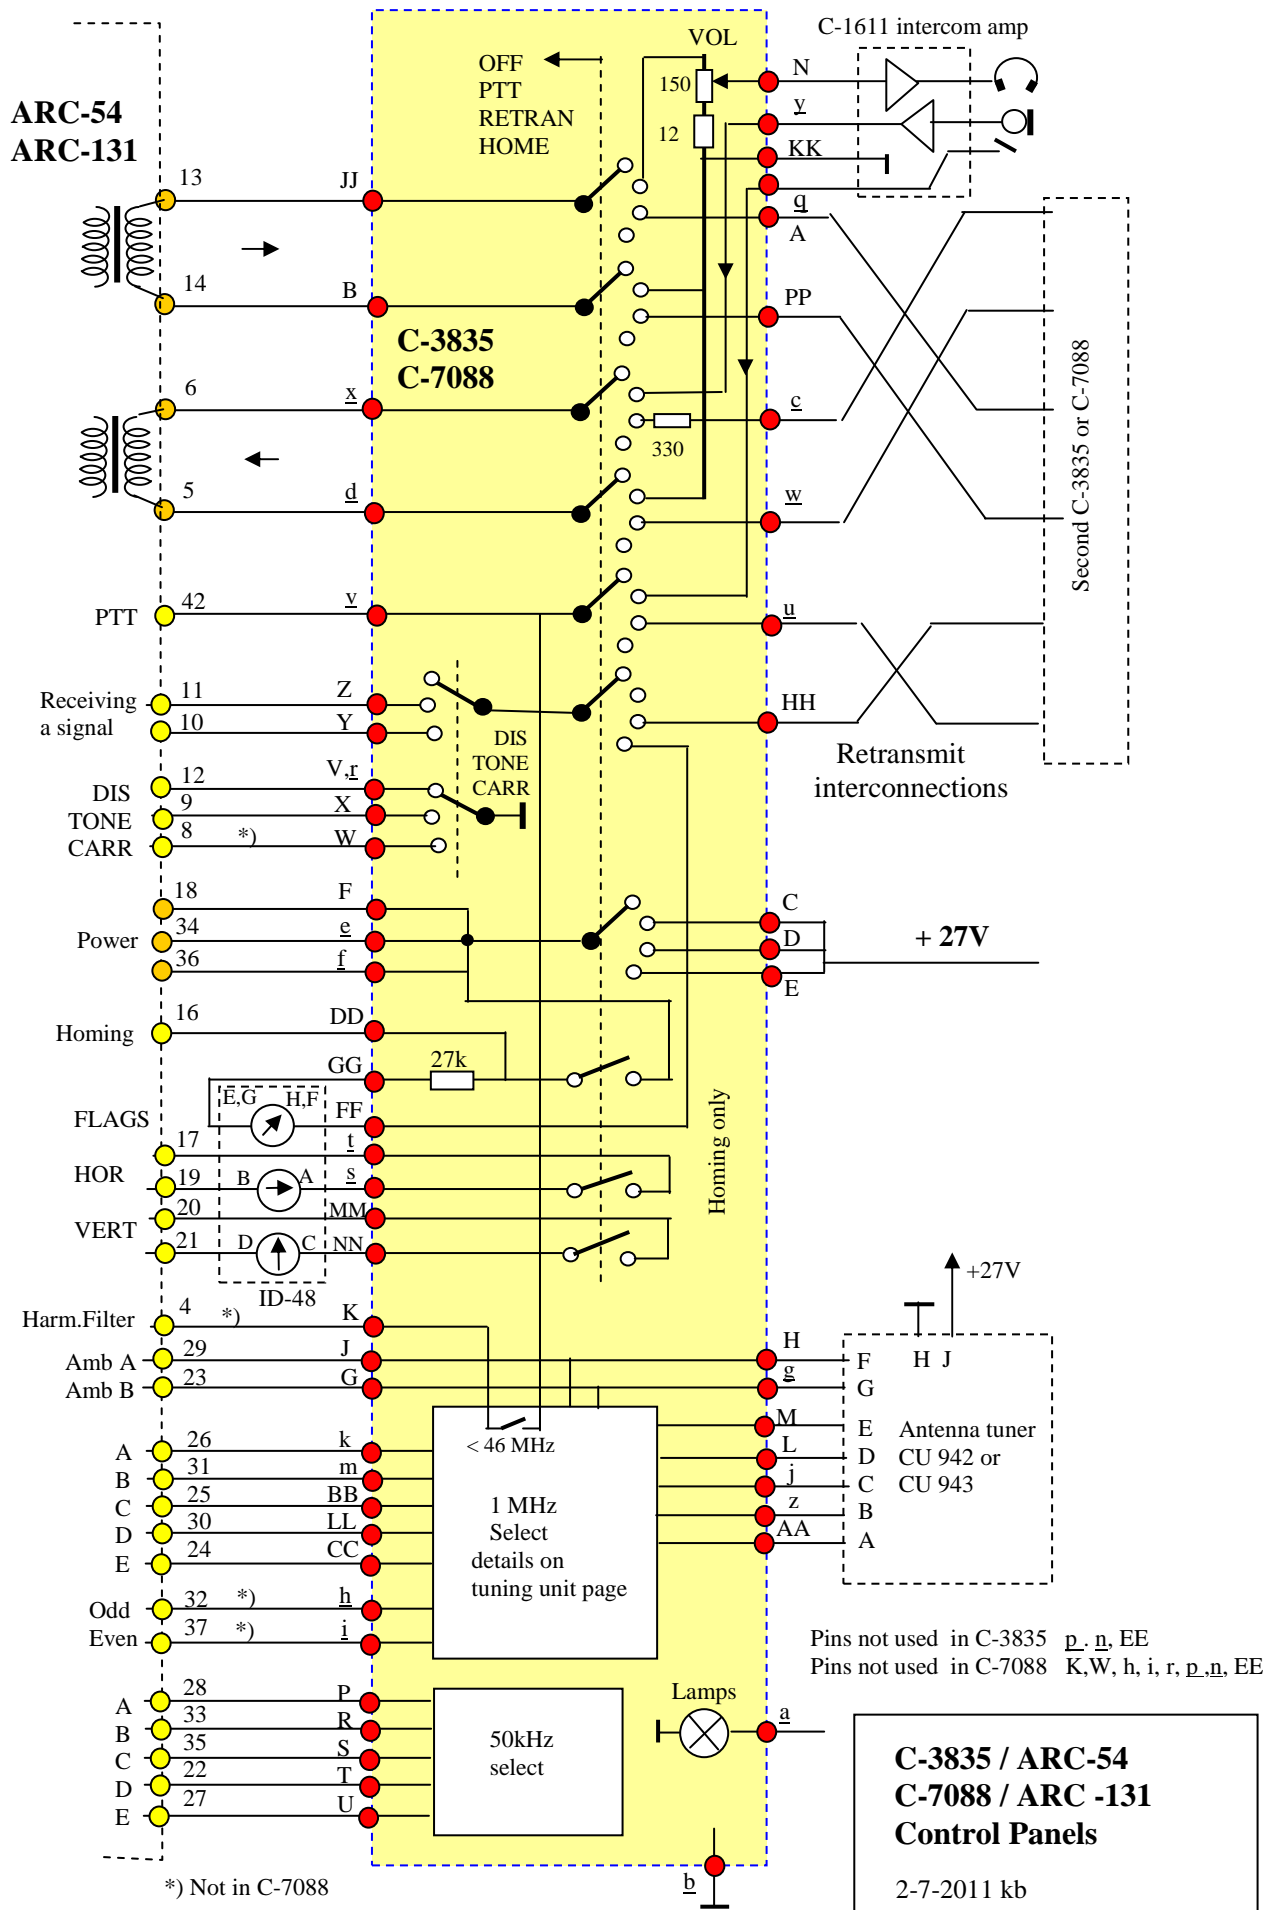 C-1611 intercom amp
VOL
OFF
PTT
RETRAN
HOME
150
12
N
y
KK
q
A
ARC-54
ARC-131
13
JJ
14
B
PP
C-3835
C-7088
6
x
c
330
5
d
w
Second C-3835 or C-7088
PTT
42
v
u
Receiving
a signal
11
Z
10
Y
HH
DIS
TONE
CARR
Retransmit
interconnections
DIS
TONE
CARR
12
V,r
9
X
8
*)
W
18
F
C
Power
34
e
D
+ 27V
36
f
E
Homing
16
DD
GG
27k
E,G
H,F
FLAGS
FF
Homing only
17
t
HOR
19
B
A
s
20
MM
VERT
21
D
C
NN
ID-48
+27V
Harm.Filter
4
*)
K
Amb A
29
J
H
F
H J
Amb B
23
G
g
G
< 46 MHz
M
E
Antenna tuner
CU 942 or
CU 943
L
D
j
C
z
B
AA
A
A
26
k
B
31
m
C
25
BB
D
30
LL
E
24
CC
1 MHz
Select
details on
tuning unit page
Odd
32
*)
h
Even
37
*)
i
Pins not used in C-3835 p . n, EE
Pins not used in C-7088 K,W, h, i, r, p ,n, EE
A
28
P
B
33
R
C
35
S
D
22
T
E
27
U
50kHz
select
Lamps
a
b
*) Not in C-7088
C-3835 / ARC-54
C-7088 / ARC -131
Control Panels
2-7-2011 kb